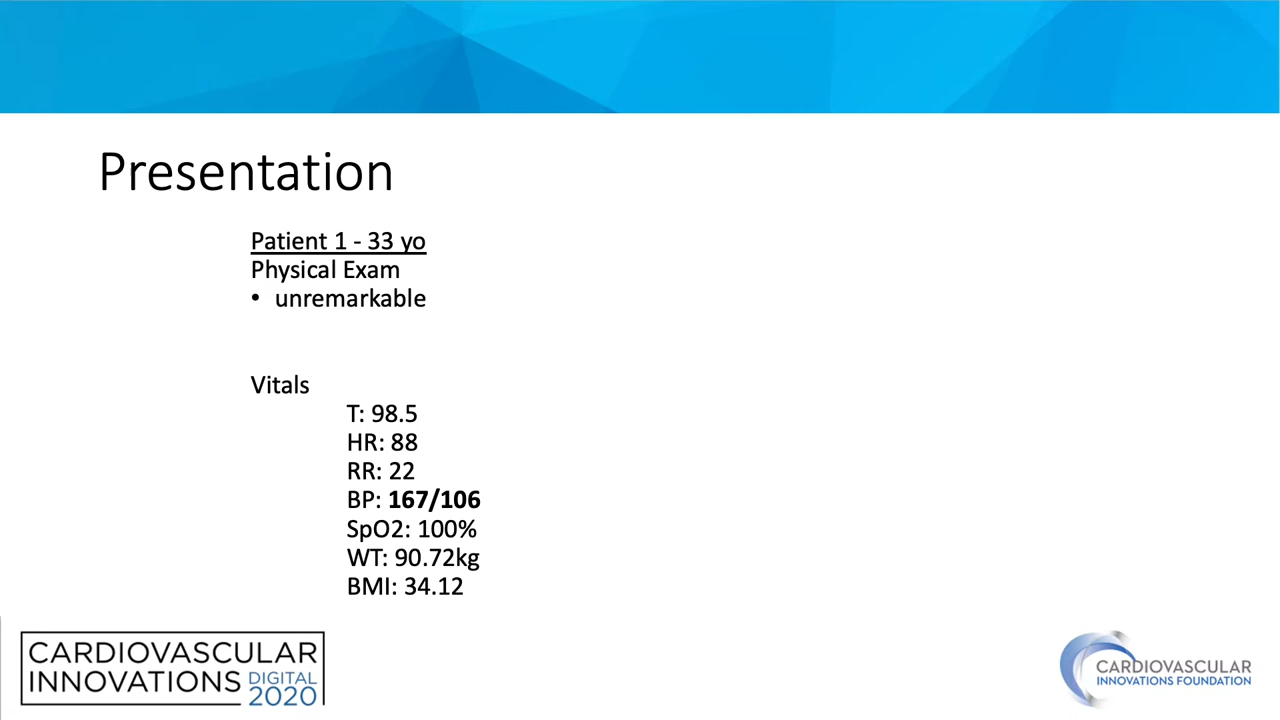 Presentation
Patient 1 - 33 yo
Physical Exam
• unremarkable
Vitals
T: 98.5
HR: 88
RR: 22
BP: 167/106
SpO2: 100%
WT: 90.72kg
BMI: 34.12
CARDIOVASCULAR
INNOVATIONS DIGITAL 2020
CARDIOVASCULAR
INNOVATIONS FOUNDATION